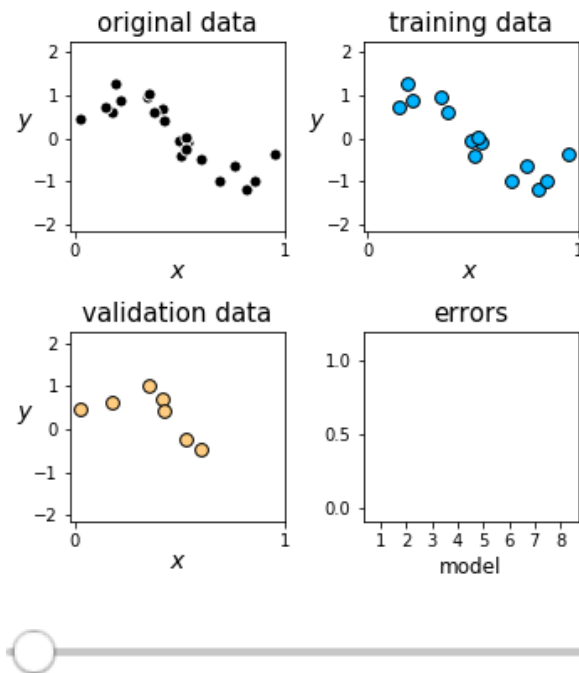 original data
2
1
y
0
−1
−2
0
1
x
training data
2
1
y
0
−1
−2
0
1
x
validation data
2
1
y
0
−1
−2
0
1
x
errors
1.0
0.5
0.0
1 2 3 4 5 6 7 8
model